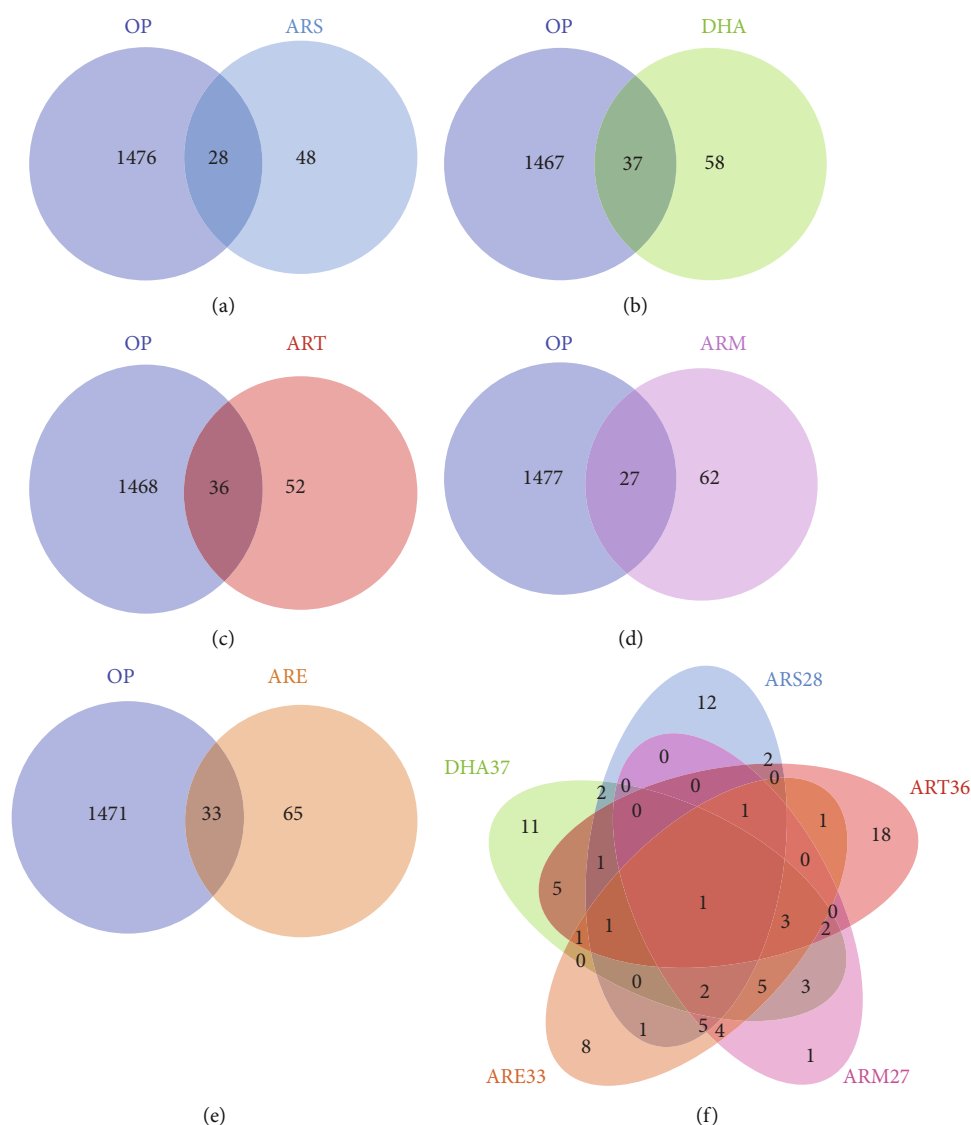 OP ARS
1476 28 48
(a)
OP DHA
1467 37 58
(b)
OP ART
1468 36 52
(c)
OP ARM
1477 27 62
(d)
OP ARE
1471 33 65
(e)
ARS28
12
0 2
DHA37 0 0 0 ART36
2 0 1 1
11 18
1 0
5 1 0
1 3 2
1
0 0 2 5 3
1 5 4
8 1
ARE33 ARM27
(f)